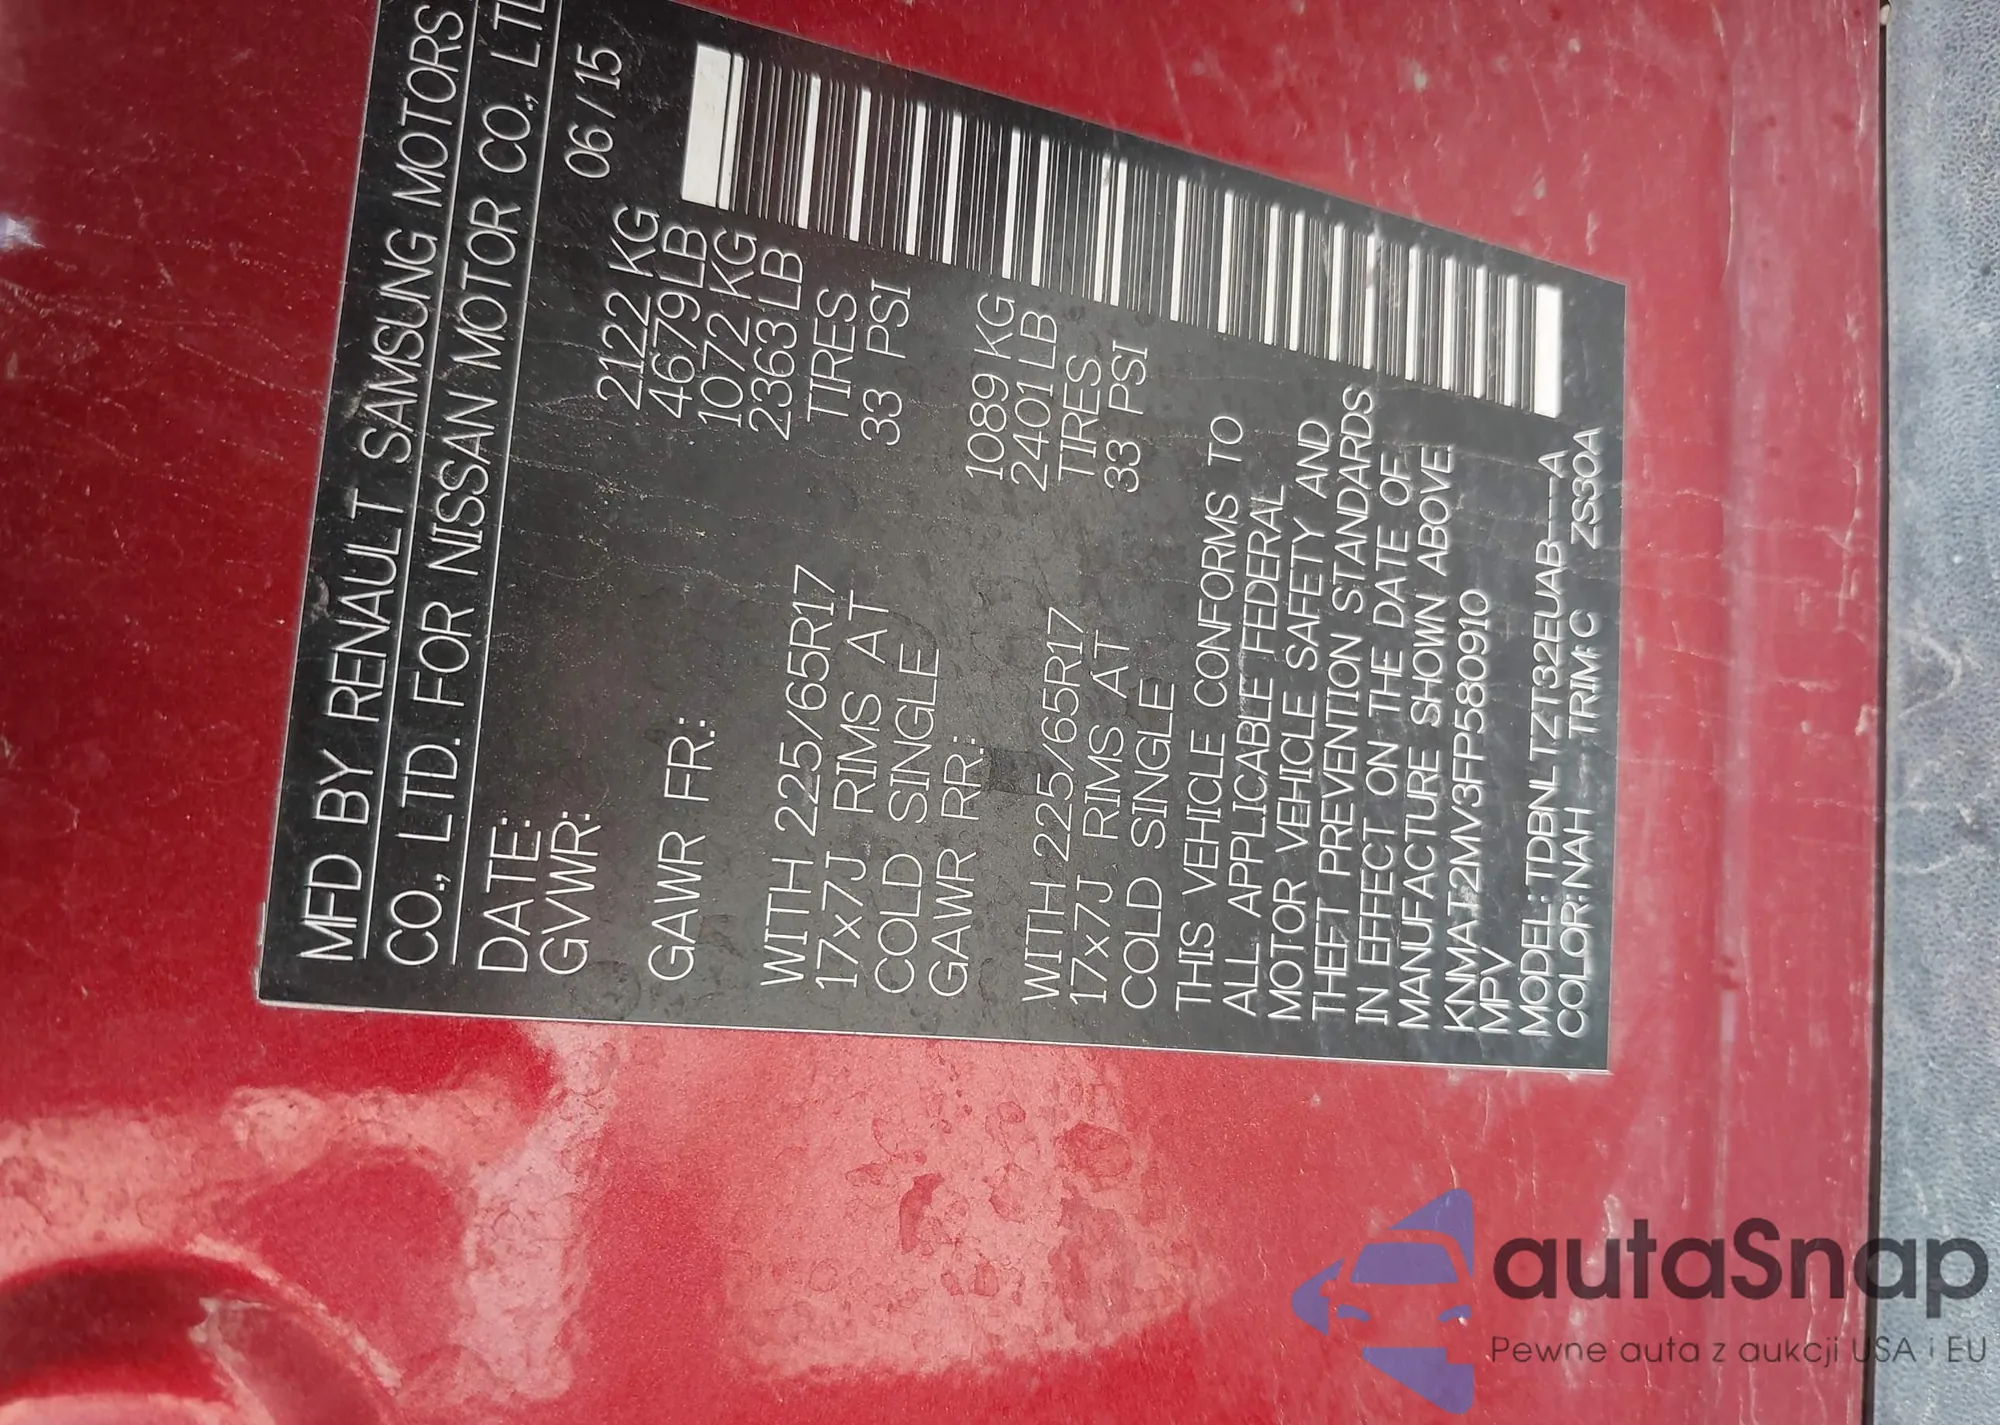 MFD BY RENAULT SAMSUNG MOTORS
CO., LTD. FOR NISSAN MOTOR CO., LTD
DATE: 06/15
GVWR: 2122 KG
4679 LB
GAWR FR.: 1072 KG
2363 LB
WITH 225/65R17 TIRES
17x7J RIMS AT 33 PSI
COLD SINGLE
GAWR RR.: 1089 KG
2401 LB
WITH 225/65R17 TIRES
17x7J RIMS AT 33 PSI
COLD SINGLE
THIS VEHICLE CONFORMS TO
ALL APPLICABLE FEDERAL
MOTOR VEHICLE SAFETY AND
THEFT PREVENTION STANDARDS
IN EFFECT ON THE DATE OF
MANUFACTURE SHOWN ABOVE.
KNMAT2MV3FP580910
MPV
MODEL: TDBNLTZT32EUAB----A
COLOR: NAH TRIM: C ZS30A
autaSnap
Pewne auta z aukcji USA i EU